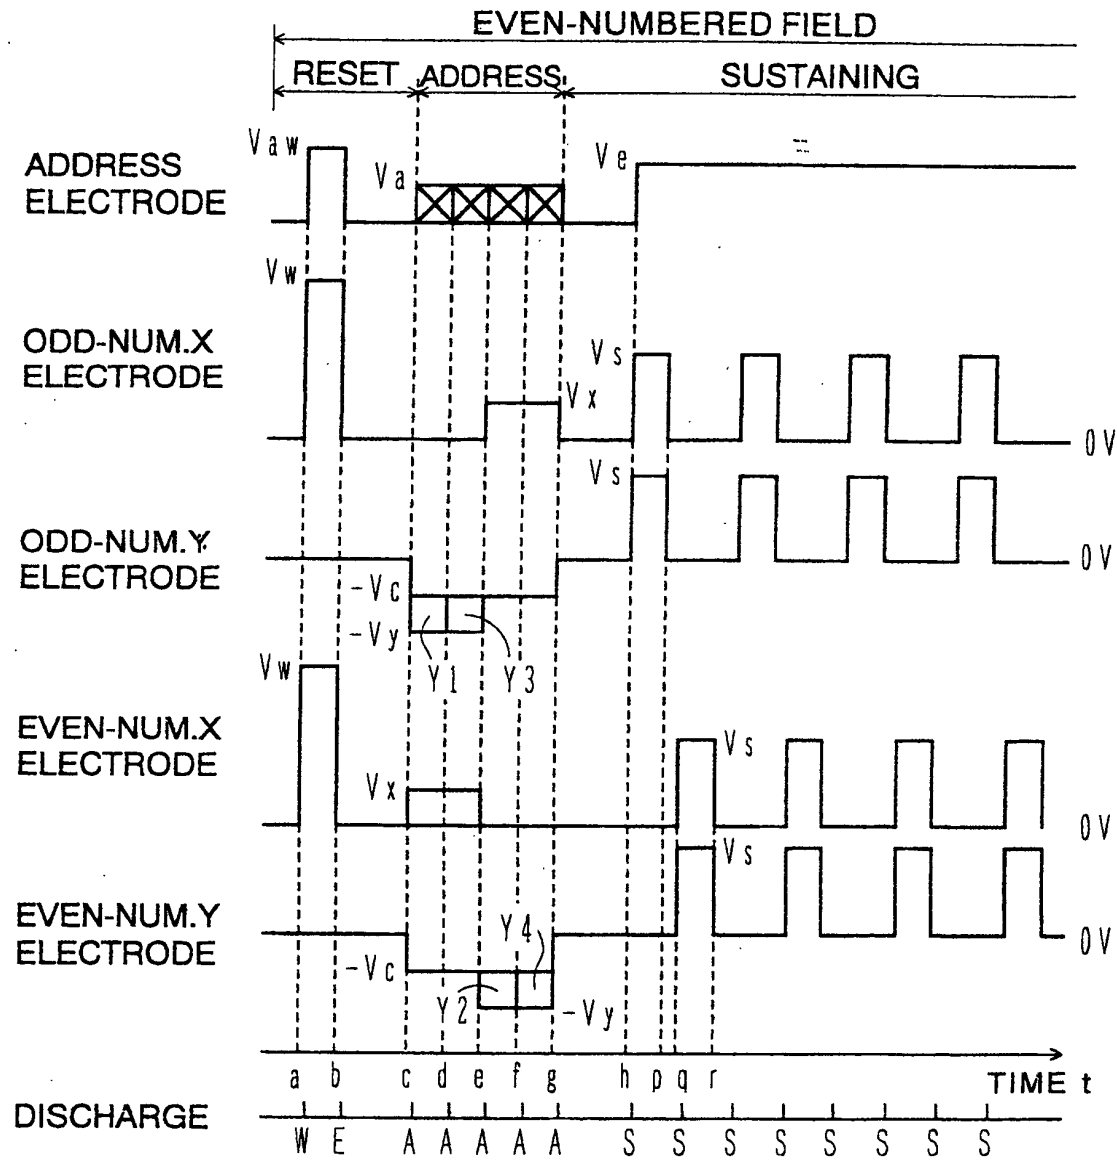 EVEN-NUMBERED FIELD
RESET ADDRESS SUSTAINING
Vaw
ADDRESS
ELECTRODE
Va
Ve
Vw
ODD-NUM.X
ELECTRODE
Vs
Vx
0V
Vs
ODD-NUM.Y
ELECTRODE
0V
-Vc
-Vy
Y1 Y3
Vw
EVEN-NUM.X
ELECTRODE
Vs
Vx
0V
Vs
EVEN-NUM.Y
ELECTRODE
Y4
0V
-Vc
Y2
-Vy
a b c d e f g h p q r
TIME t
DISCHARGE
W E A A A A A S S S S S S S S